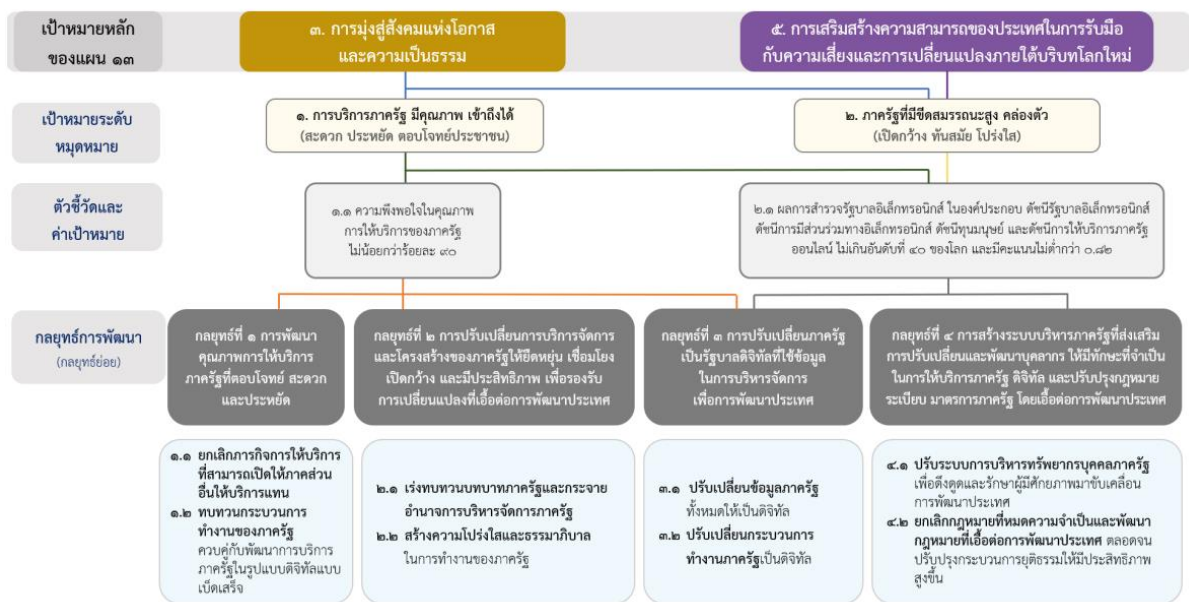 เป้าหมายหลัก
ของแผน ๑๓
๓. การมุ่งสู่สังคมแห่งโอกาส
และความเป็นธรรม
๕. การเสริมสร้างความสามารถของประเทศในการรับมือ
กับความเสี่ยงและการเปลี่ยนแปลงภายใต้บริบทโลกใหม่
เป้าหมายระดับ
หมุดหมาย
๑. การบริการภาครัฐ มีคุณภาพ เข้าถึงได้
(สะดวก ประหยัด ตอบโจทย์ประชาชน)
๒. ภาครัฐที่มีขีดสมรรถนะสูง คล่องตัว
(เปิดกว้าง ทันสมัย โปร่งใส)
ตัวชี้วัดและ
ค่าเป้าหมาย
๑.๑ ความพึงพอใจในคุณภาพ
การให้บริการของภาครัฐ
ไม่น้อยกว่าร้อยละ ๙๐
๒.๑ ผลการสำรวจรัฐบาลอิเล็กทรอนิกส์ ในองค์ประกอบ ดัชนีรัฐบาลอิเล็กทรอนิกส์
ดัชนีการมีส่วนร่วมทางอิเล็กทรอนิกส์ ดัชนีทุนมนุษย์ และดัชนีการให้บริการภาครัฐ
ออนไลน์ ไม่เกินอันดับที่ ๔๐ ของโลก และมีคะแนนไม่ต่ำกว่า ๐.๘๒
กลยุทธ์การพัฒนา
(กลยุทธ์ย่อย)
กลยุทธ์ที่ ๑ การพัฒนา
คุณภาพการให้บริการ
ภาครัฐที่ตอบโจทย์ สะดวก
และประหยัด
กลยุทธ์ที่ ๒ การปรับเปลี่ยนการบริหารจัดการ
และโครงสร้างของภาครัฐให้ยืดหยุ่น เชื่อมโยง
เปิดกว้าง และมีประสิทธิภาพ เพื่อรองรับ
การเปลี่ยนแปลงที่เอื้อต่อการพัฒนาประเทศ
กลยุทธ์ที่ ๓ การปรับเปลี่ยนภาครัฐ
เป็นรัฐบาลดิจิทัลที่ใช้ข้อมูล
ในการบริหารจัดการ
เพื่อการพัฒนาประเทศ
กลยุทธ์ที่ ๔ การสร้างระบบบริหารภาครัฐที่ส่งเสริม
การปรับเปลี่ยนและพัฒนาบุคลากร ให้มีทักษะที่จำเป็น
ในการให้บริการภาครัฐ ดิจิทัล และปรับปรุงกฎหมาย
ระเบียบ มาตรการภาครัฐ โดยเอื้อต่อการพัฒนาประเทศ
๑.๑ ยกเลิกภารกิจการให้บริการ
ที่สามารถเปิดให้ภาคส่วน
อื่นให้บริการแทน
๑.๒ ทบทวนกระบวนการ
ทำงานของภาครัฐ
ควบคู่กับพัฒนาการบริการ
ภาครัฐในรูปแบบดิจิทัลแบบ
เบ็ดเสร็จ
๒.๑ เร่งทบทวนบทบาทภาครัฐและกระจาย
อำนาจการบริหารจัดการภาครัฐ
๒.๒ สร้างความโปร่งใสและธรรมาภิบาล
ในการทำงานของภาครัฐ
๓.๑ ปรับเปลี่ยนข้อมูลภาครัฐ
ทั้งหมดให้เป็นดิจิทัล
๓.๒ ปรับเปลี่ยนกระบวนการ
ทำงานภาครัฐเป็นดิจิทัล
๔.๑ ปรับระบบการบริหารทรัพยากรบุคคลภาครัฐ
เพื่อดึงดูดและรักษาผู้มีศักยภาพมาขับเคลื่อน
การพัฒนาประเทศ
๔.๒ ยกเลิกกฎหมายที่หมดความจำเป็นและพัฒนา
กฎหมายที่เอื้อต่อการพัฒนาประเทศ ตลอดจน
ปรับปรุงกระบวนการยุติธรรมให้มีประสิทธิภาพ
สูงขึ้น